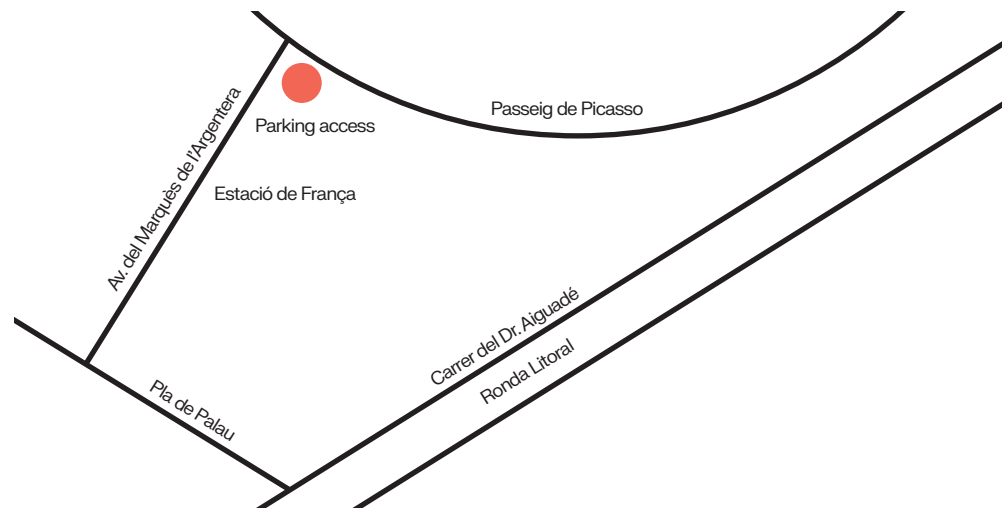 Passeig de Picasso
Parking access
Av. del Marquès de l'Argentera
Estació de França
Carrer del Dr. Aiguadé
Ronda Litoral
Pla de Palau